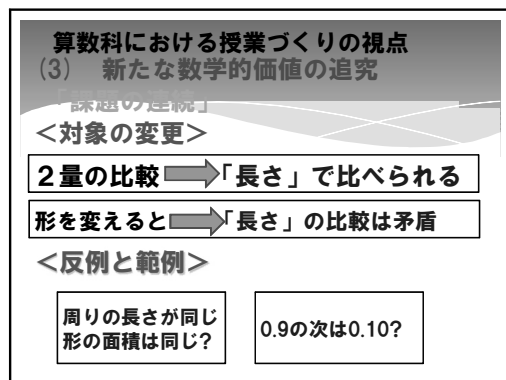 算数科における授業づくりの視点
(3) 新たな数学的価値の追究
「課題の連続」
＜対象の変更＞
２量の比較 「長さ」で比べられる
形を変えると 「長さ」の比較は矛盾
＜反例と範例＞
周りの長さが同じ
形の面積は同じ？
0.9の次は0.10?